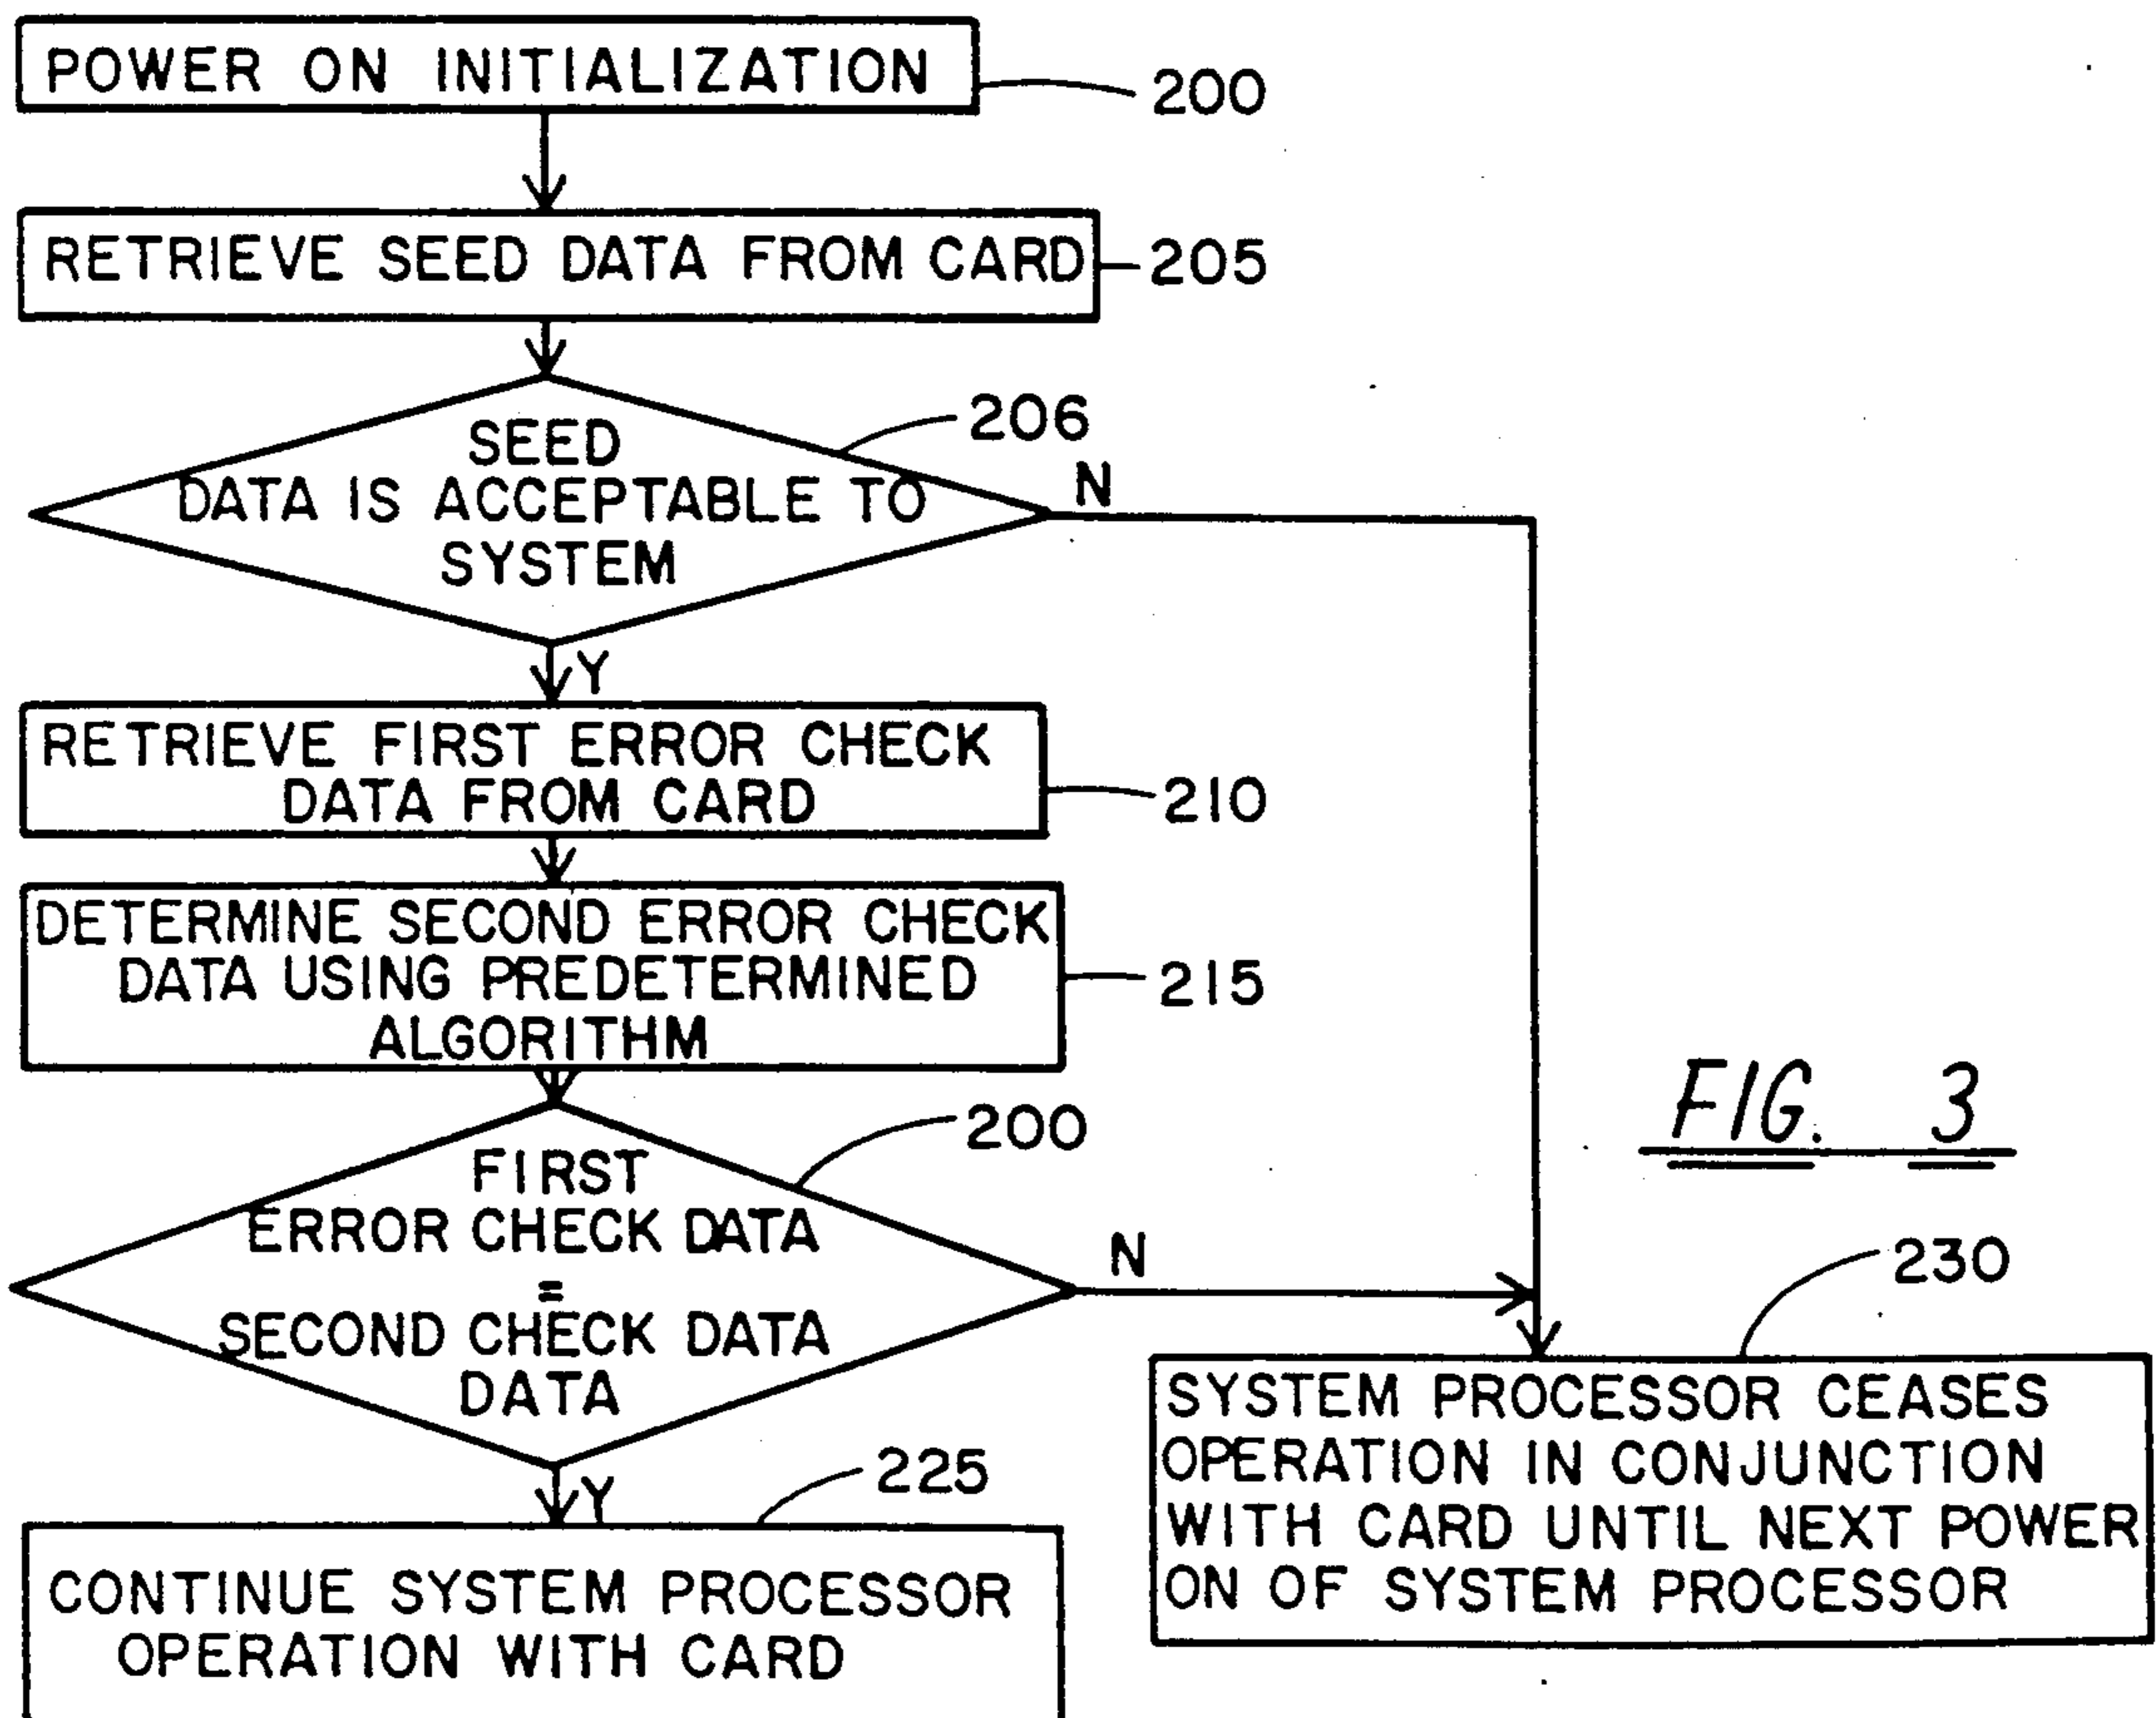 POWER ON INITIALIZATION
200
RETRIEVE SEED DATA FROM CARD
205
SEED
DATA IS ACCEPTABLE TO
SYSTEM
206
N
Y
RETRIEVE FIRST ERROR CHECK
DATA FROM CARD
210
DETERMINE SECOND ERROR CHECK
DATA USING PREDETERMINED
ALGORITHM
215
FIRST
ERROR CHECK DATA
=
SECOND CHECK DATA
DATA
200
N
Y
FIG. 3
230
SYSTEM PROCESSOR CEASES
OPERATION IN CONJUNCTION
WITH CARD UNTIL NEXT POWER
ON OF SYSTEM PROCESSOR
225
CONTINUE SYSTEM PROCESSOR
OPERATION WITH CARD